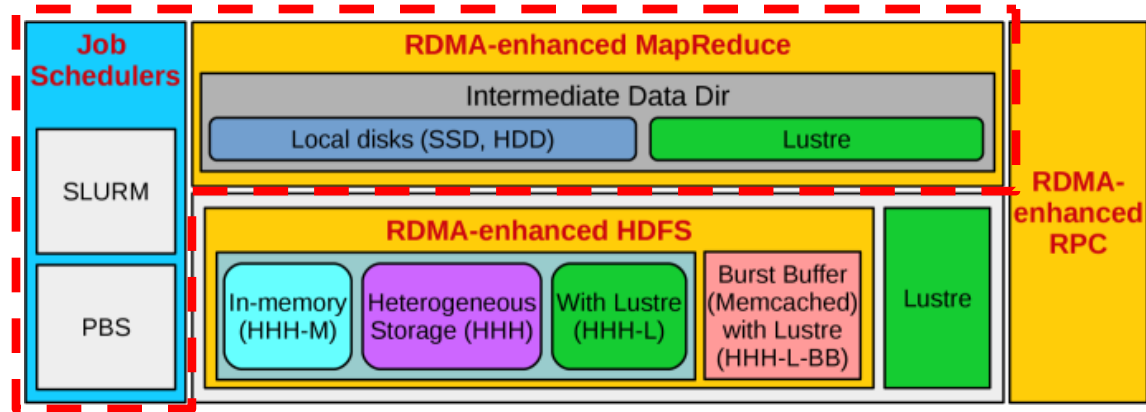 Job
Schedulers
SLURM
PBS
RDMA-enhanced MapReduce
Intermediate Data Dir
Local disks (SSD, HDD)
Lustre
RDMA-enhanced HDFS
In-memory
(HHH-M)
Heterogeneous
Storage (HHH)
With Lustre
(HHH-L)
Burst Buffer
(Memcached)
with Lustre
(HHH-L-BB)
Lustre
RDMA-
enhanced
RPC